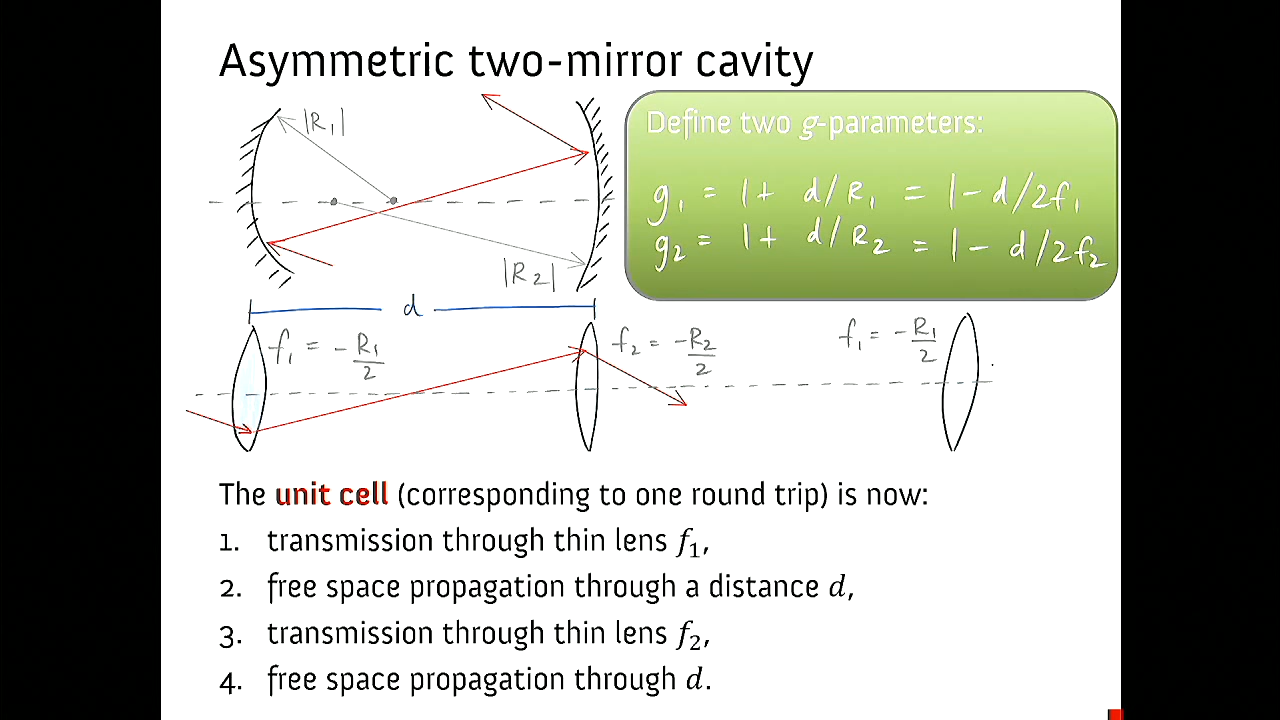 Asymmetric two-mirror cavity
|R₁|
|R₂|
Define two g-parameters:
g₁ = 1 + d/R₁ = 1 - d/2f₁
g₂ = 1 + d/R₂ = 1 - d/2f₂
d
f₁ = -R₁/2
f₂ = -R₂/2
f₁ = -R₁/2
The unit cell (corresponding to one round trip) is now:
1. transmission through thin lens f₁,
2. free space propagation through a distance d,
3. transmission through thin lens f₂,
4. free space propagation through d.